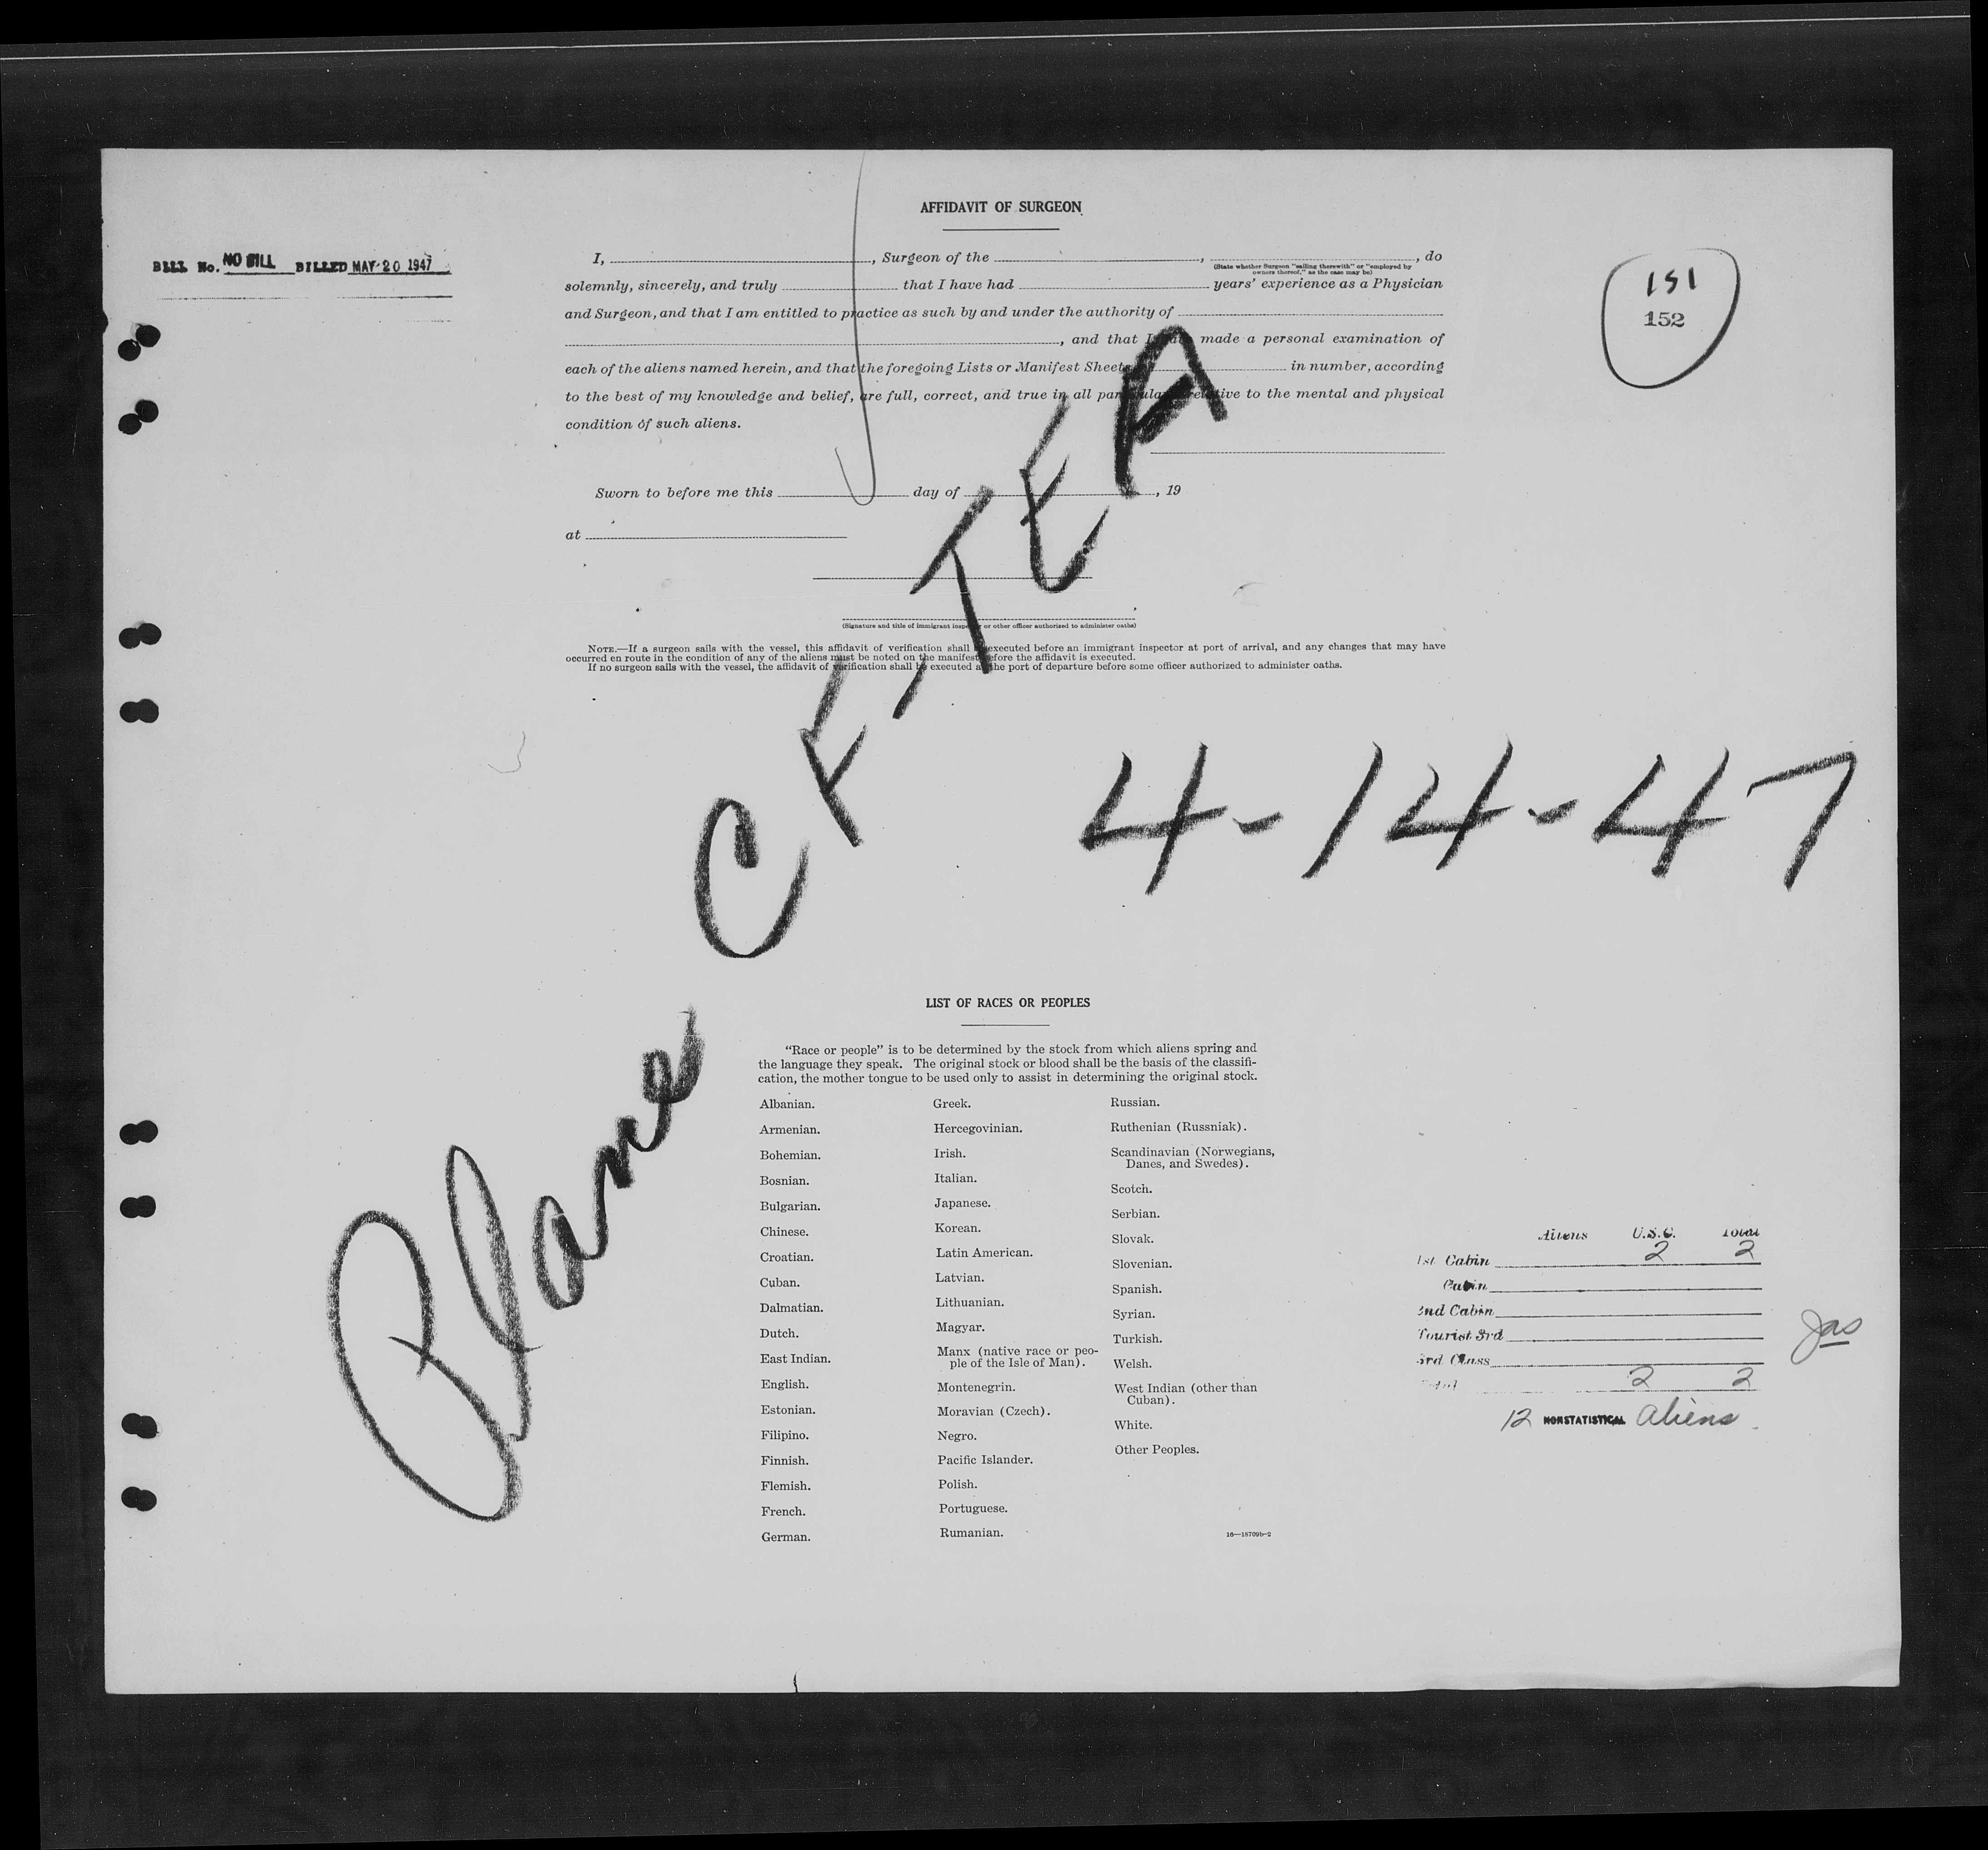 AFFIDAVIT OF SURGEON
BILL No. NO BILL BILLED MAY 20 1947
151
152
I, , Surgeon of the , , do
(State whether Surgeon "sailing therewith" or "employed by
owners thereof," as the case may be)
solemnly, sincerely, and truly that I have had years' experience as a Physician
and Surgeon, and that I am entitled to practice as such by and under the authority of
, and that I have made a personal examination of
each of the aliens named herein, and that the foregoing Lists or Manifest Sheets, in number, according
to the best of my knowledge and belief, are full, correct, and true in all particulars relative to the mental and physical
condition of such aliens.
Sworn to before me this day of , 19
at
(Signature and title of immigrant inspector or other officer authorized to administer oaths)
NOTE.—If a surgeon sails with the vessel, this affidavit of verification shall be executed before an immigrant inspector at port of arrival, and any changes that may have
occurred en route in the condition of any of the aliens must be noted on the manifest before the affidavit is executed.
If no surgeon sails with the vessel, the affidavit of verification shall be executed at the port of departure before some officer authorized to administer oaths.
Plane CF-TEA
4-14-47
LIST OF RACES OR PEOPLES
"Race or people" is to be determined by the stock from which aliens spring and
the language they speak. The original stock or blood shall be the basis of the classifi-
cation, the mother tongue to be used only to assist in determining the original stock.
Albanian.
Armenian.
Bohemian.
Bosnian.
Bulgarian.
Chinese.
Croatian.
Cuban.
Dalmatian.
Dutch.
East Indian.
English.
Estonian.
Filipino.
Finnish.
Flemish.
French.
German.
Greek.
Hercegovinian.
Irish.
Italian.
Japanese.
Korean.
Latin American.
Latvian.
Lithuanian.
Magyar.
Manx (native race or peo-
ple of the Isle of Man).
Montenegrin.
Moravian (Czech).
Negro.
Pacific Islander.
Polish.
Portuguese.
Rumanian.
Russian.
Ruthenian (Russniak).
Scandinavian (Norwegians,
Danes, and Swedes).
Scotch.
Serbian.
Slovak.
Slovenian.
Spanish.
Syrian.
Turkish.
Welsh.
West Indian (other than
Cuban).
White.
Other Peoples.
16—18709b-2
Aliens U.S.C. Total
1st Cabin 2 2
Cabin
2nd Cabin
Tourist 3rd
3rd Class
Total 2 2
12 NONSTATISTICAL aliens
Jas